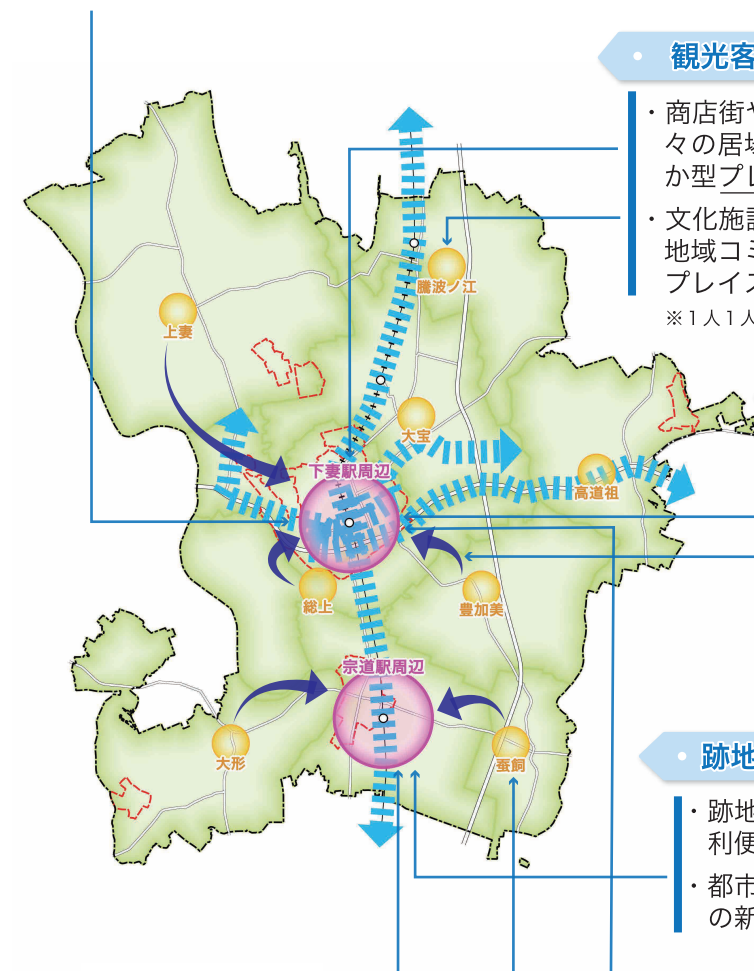 観光客
・商店街や
々の居場
か型プレ
・文化施設
地域コミ
プレイス
※１人１人
騰波ノ江
上妻
大宝
下妻駅周辺
高道祖
総上
豊加美
宗道駅周辺
大形
蚕飼
跡地
・跡地
利便
・都市
の新